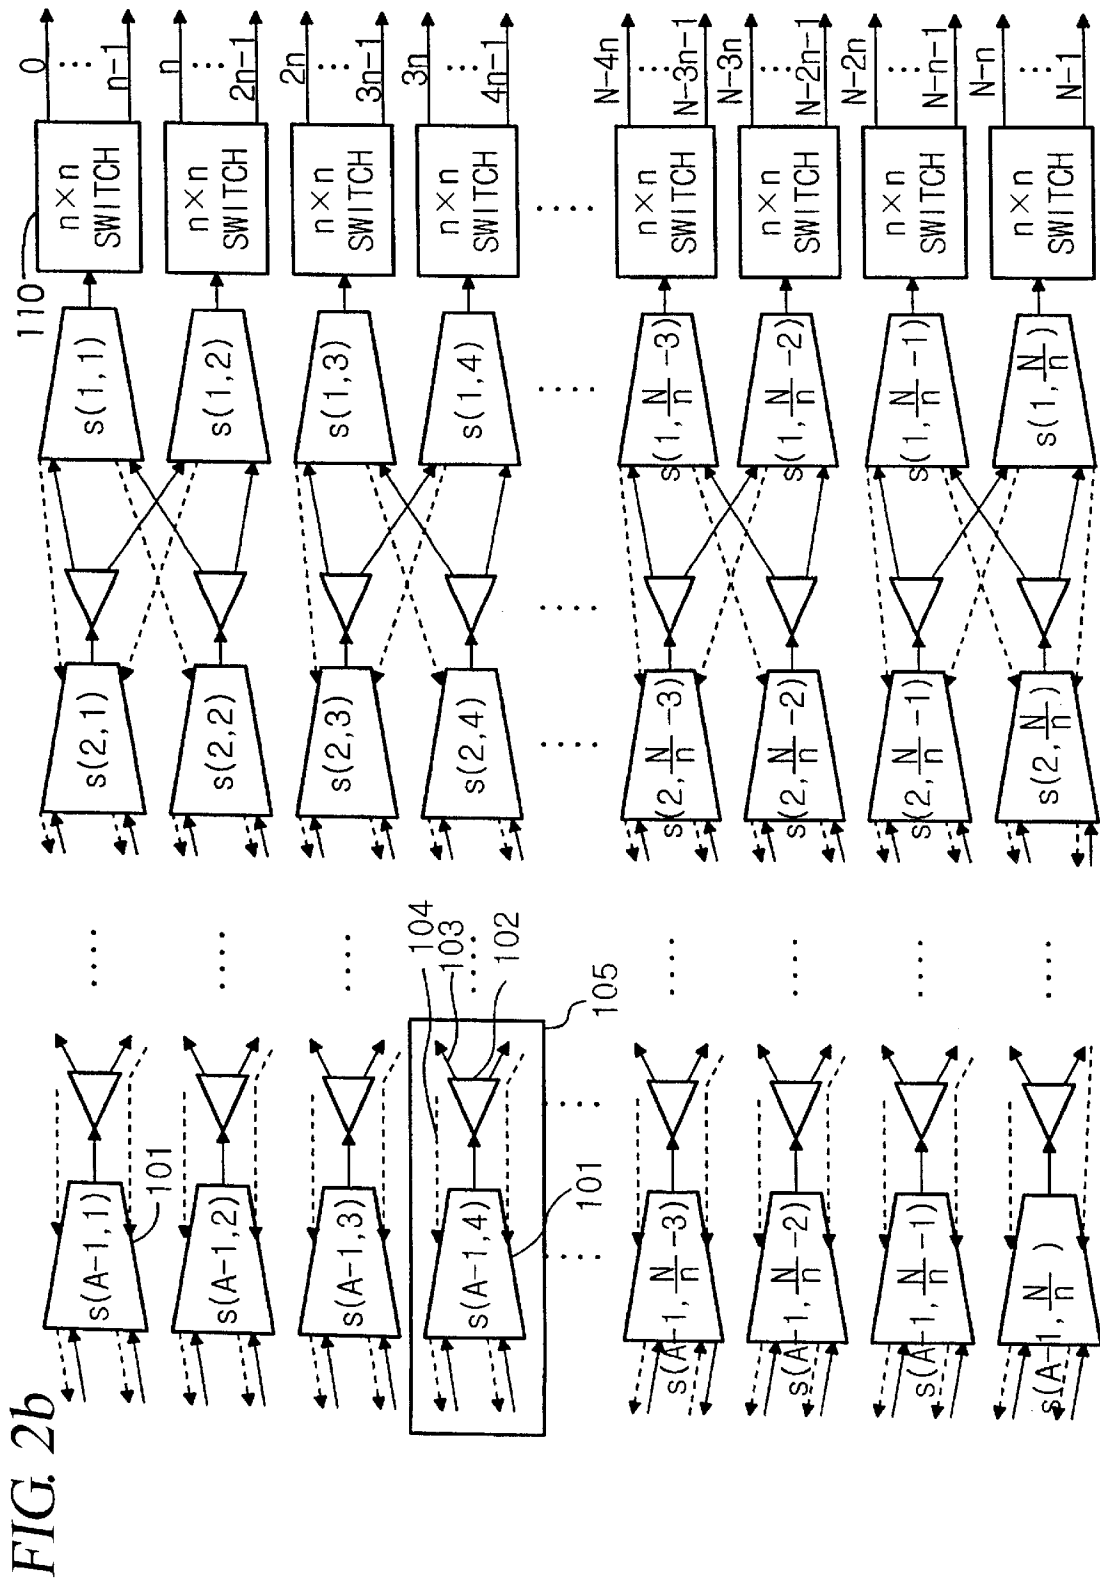 FIG. 2b
s(A-1,1)
101
s(2,1)
s(1,1)
110
n×n
SWITCH
0
n-1
s(A-1,2)
s(2,2)
s(1,2)
n×n
SWITCH
n
2n-1
s(A-1,3)
s(2,3)
s(1,3)
n×n
SWITCH
2n
3n-1
104
103
s(A-1,4)
102
101
105
s(2,4)
s(1,4)
n×n
SWITCH
3n
4n-1
s(A-1, N/n -3)
s(2, N/n -3)
s(1, N/n -3)
n×n
SWITCH
N-4n
N-3n-1
s(A-1, N/n -2)
s(2, N/n -2)
s(1, N/n -2)
n×n
SWITCH
N-3n
N-2n-1
s(A-1, N/n -1)
s(2, N/n -1)
s(1, N/n -1)
n×n
SWITCH
N-2n
N-n-1
s(A-1, N/n )
s(2, N/n )
s(1, N/n )
n×n
SWITCH
N-n
N-1